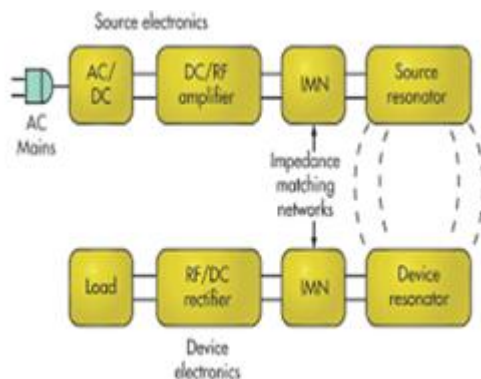 Source electronics
AC/
DC
DC/RF
amplifier
IMN
Source
resonator
AC
Mains
Impedance
matching
networks
Load
RF/DC
rectifier
IMN
Device
resonator
Device
electronics